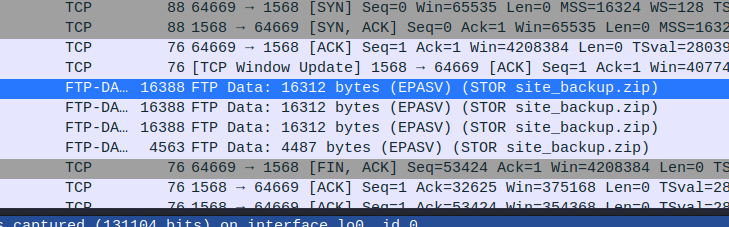 TCP 88 64669 → 1568 [SYN] Seq=0 Win=65535 Len=0 MSS=16324 WS=128 TS
TCP 88 1568 → 64669 [SYN, ACK] Seq=0 Ack=1 Win=65535 Len=0 MSS=1632
TCP 76 64669 → 1568 [ACK] Seq=1 Ack=1 Win=4208384 Len=0 TSval=28039
TCP 76 [TCP Window Update] 1568 → 64669 [ACK] Seq=1 Ack=1 Win=40774
FTP-DA… 16388 FTP Data: 16312 bytes (EPASV) (STOR site_backup.zip)
FTP-DA… 16388 FTP Data: 16312 bytes (EPASV) (STOR site_backup.zip)
FTP-DA… 16388 FTP Data: 16312 bytes (EPASV) (STOR site_backup.zip)
FTP-DA… 4563 FTP Data: 4487 bytes (EPASV) (STOR site_backup.zip)
TCP 76 64669 → 1568 [FIN, ACK] Seq=53424 Ack=1 Win=4208384 Len=0 TS
TCP 76 1568 → 64669 [ACK] Seq=1 Ack=32625 Win=375168 Len=0 TSval=28
TCP 76 1568 → 64669 [ACK] Seq=1 Ack=53424 Win=354368 Len=0 TSval=28
s captured (131104 bits) on interface lo0, id 0